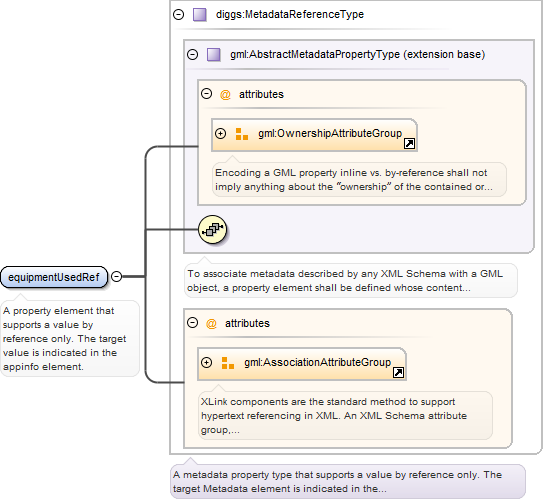 diggs:MetadataReferenceType
gml:AbstractMetadataPropertyType (extension base)
@ attributes
gml:OwnershipAttributeGroup
Encoding a GML property inline vs. by-reference shall not
imply anything about the “ownership” of the contained or...
equipmentUsedRef
A property element that
supports a value by
reference only. The target
value is indicated in the
appinfo element.
To associate metadata described by any XML Schema with a GML
object, a property element shall be defined whose content...
@ attributes
gml:AssociationAttributeGroup
XLink components are the standard method to support
hypertext referencing in XML. An XML Schema attribute
group,...
A metadata property type that supports a value by reference only. The
target Metadata element is indicated in the...